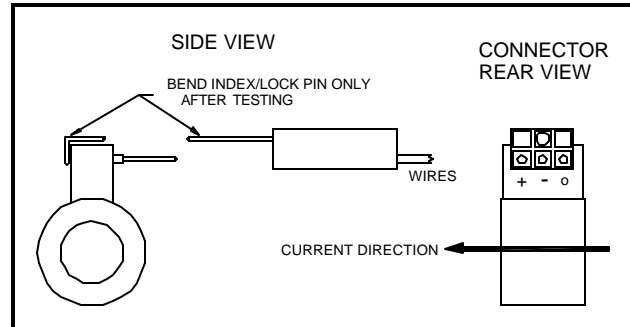 SIDE VIEW
CONNECTOR
REAR VIEW
BEND INDEX/LOCK PIN ONLY
AFTER TESTING
WIRES
+ - o
CURRENT DIRECTION